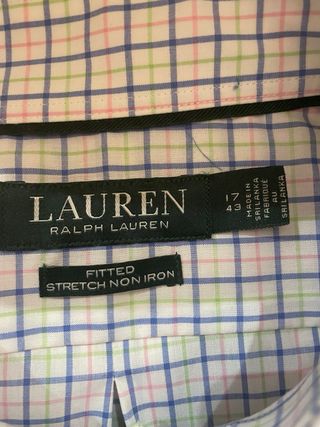 LAUREN
RALPH LAUREN
17
43
MADE IN
SRI LANKA
FABRIQUÉ
AU
SRI LANKA
FITTED
STRETCH NON IRON